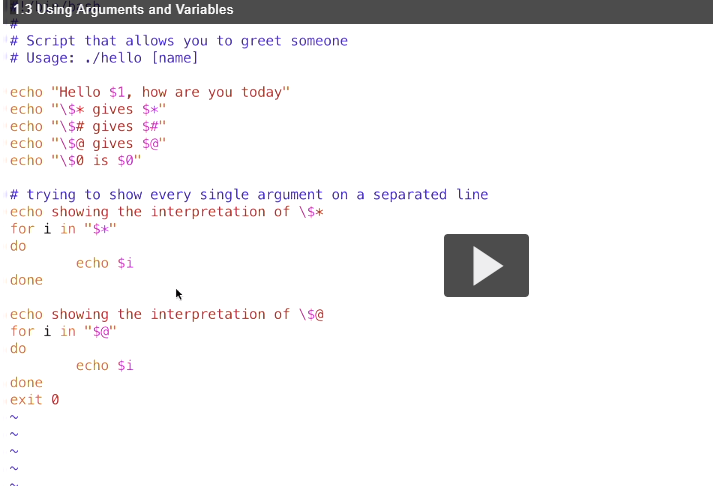 1.3 Using Arguments and Variables
#
# Script that allows you to greet someone
# Usage: ./hello [name]
echo "Hello $1, how are you today"
echo "\$* gives $*"
echo "\$# gives $#"
echo "\$@ gives $@"
echo "\$0 is $0"
# trying to show every single argument on a separated line
echo showing the interpretation of \$*
for i in "$*"
do
echo $i
done
echo showing the interpretation of \$@
for i in "$@"
do
echo $i
done
exit 0
~
~
~
~
~